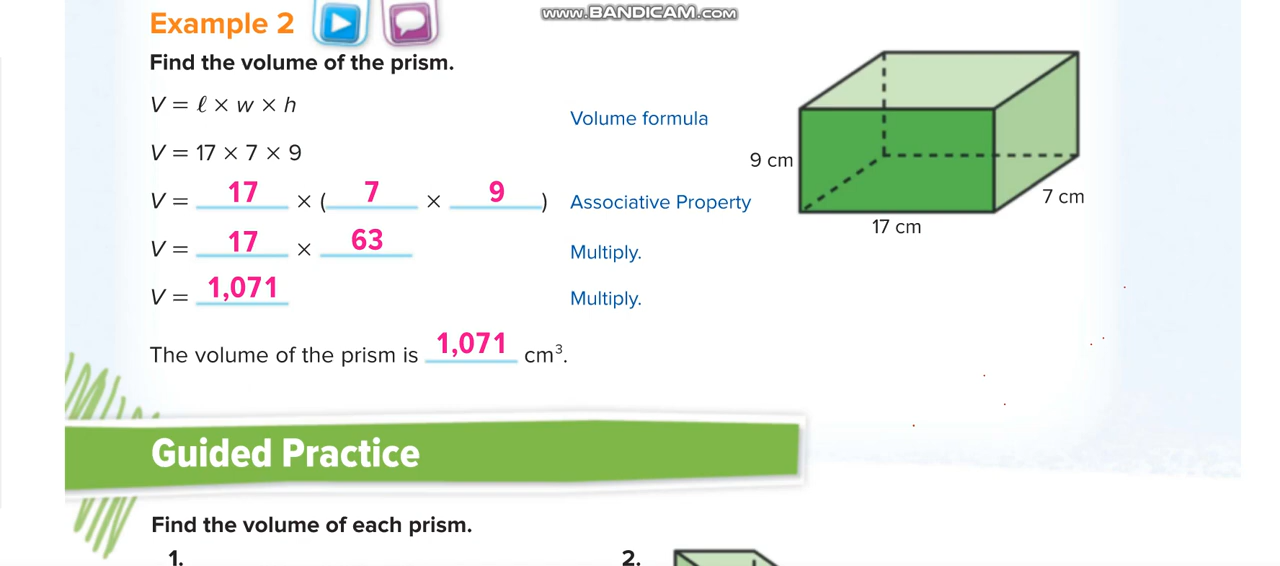 www.BANDICAM.com
Example 2
Find the volume of the prism.
V = ℓ × w × h
Volume formula
V = 17 × 7 × 9
V = 17 × ( 7 × 9 ) Associative Property
V = 17 × 63 Multiply.
V = 1,071 Multiply.
The volume of the prism is 1,071 cm³.
9 cm
7 cm
17 cm
Guided Practice
Find the volume of each prism.
1.
2.